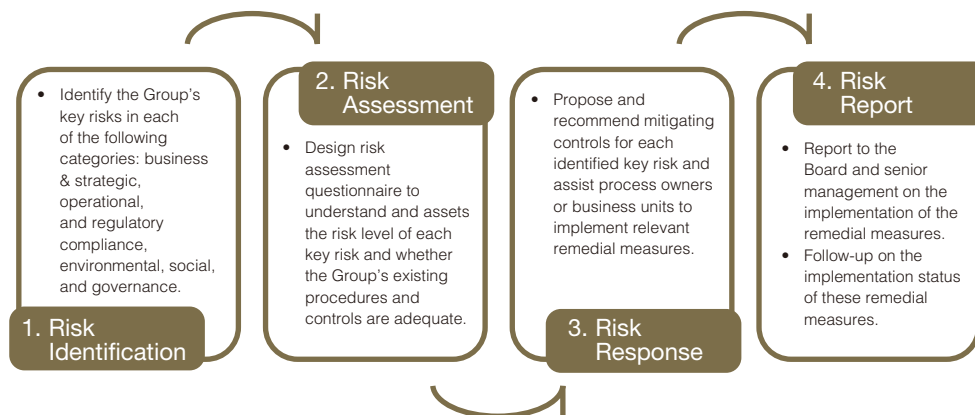 • Identify the Group's
key risks in each
of the following
categories: business
& strategic,
operational,
and regulatory
compliance,
environmental, social,
and governance.
1. Risk
Identification
2. Risk
Assessment
• Design risk
assessment
questionnaire to
understand and assets
the risk level of each
key risk and whether
the Group's existing
procedures and
controls are adequate.
• Propose and
recommend mitigating
controls for each
identified key risk and
assist process owners
or business units to
implement relevant
remedial measures.
3. Risk
Response
4. Risk
Report
• Report to the
Board and senior
management on the
implementation of the
remedial measures.
• Follow-up on the
implementation status
of these remedial
measures.